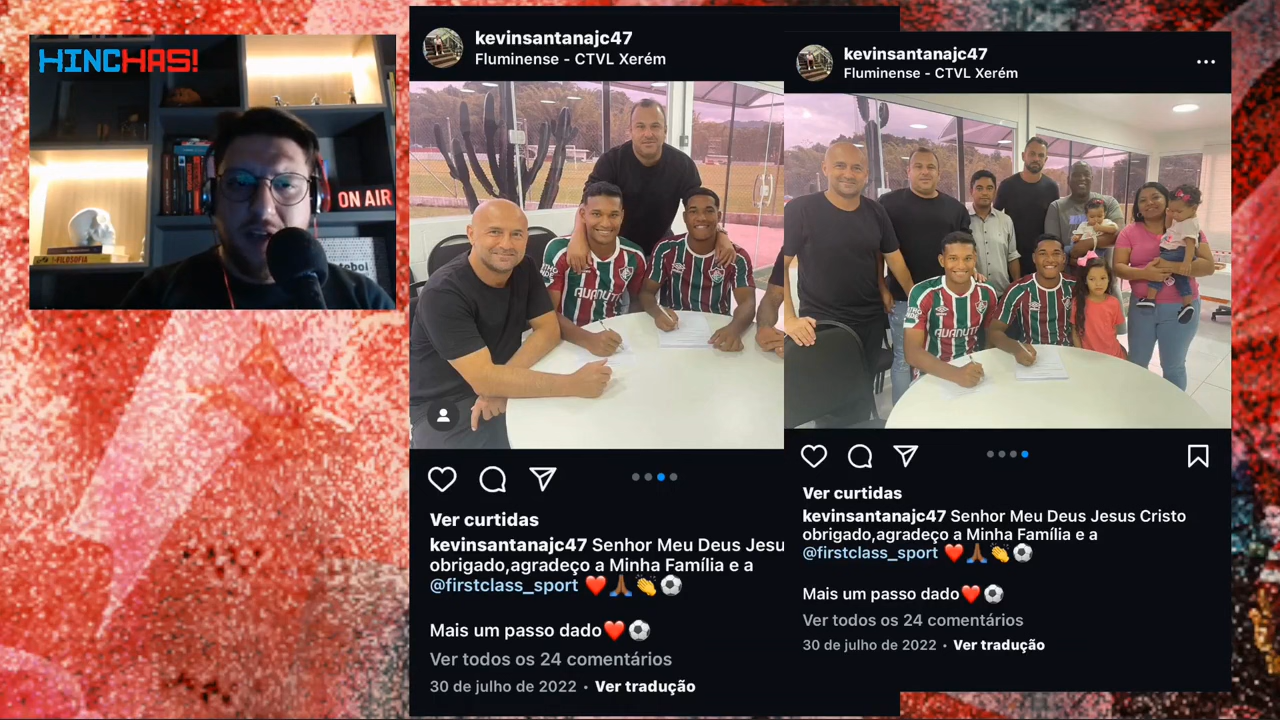 HINCHAS!
ON AIR
FILOSOFIA
kevinsantanajc47
Fluminense - CTVL Xerém
Ver curtidas
kevinsantanajc47 Senhor Meu Deus Jesu
obrigado,agradeço a Minha Família e a
@firstclass_sport ❤️🙏🏾👏⚽
Mais um passo dado❤️⚽
Ver todos os 24 comentários
30 de julho de 2022 • Ver tradução
kevinsantanajc47
Fluminense - CTVL Xerém
Ver curtidas
kevinsantanajc47 Senhor Meu Deus Jesus Cristo
obrigado,agradeço a Minha Família e a
@firstclass_sport ❤️🙏🏾👏⚽
Mais um passo dado❤️⚽
Ver todos os 24 comentários
30 de julho de 2022 • Ver tradução